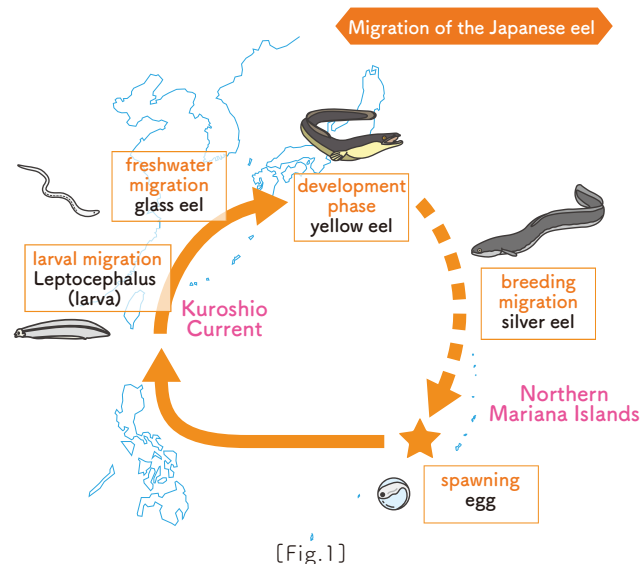 Migration of the Japanese eel
freshwater
migration
glass eel
development
phase
yellow eel
larval migration
Leptocephalus
(larva)
breeding
migration
silver eel
Kuroshio
Current
Northern
Mariana Islands
spawning
egg
[Fig.1]